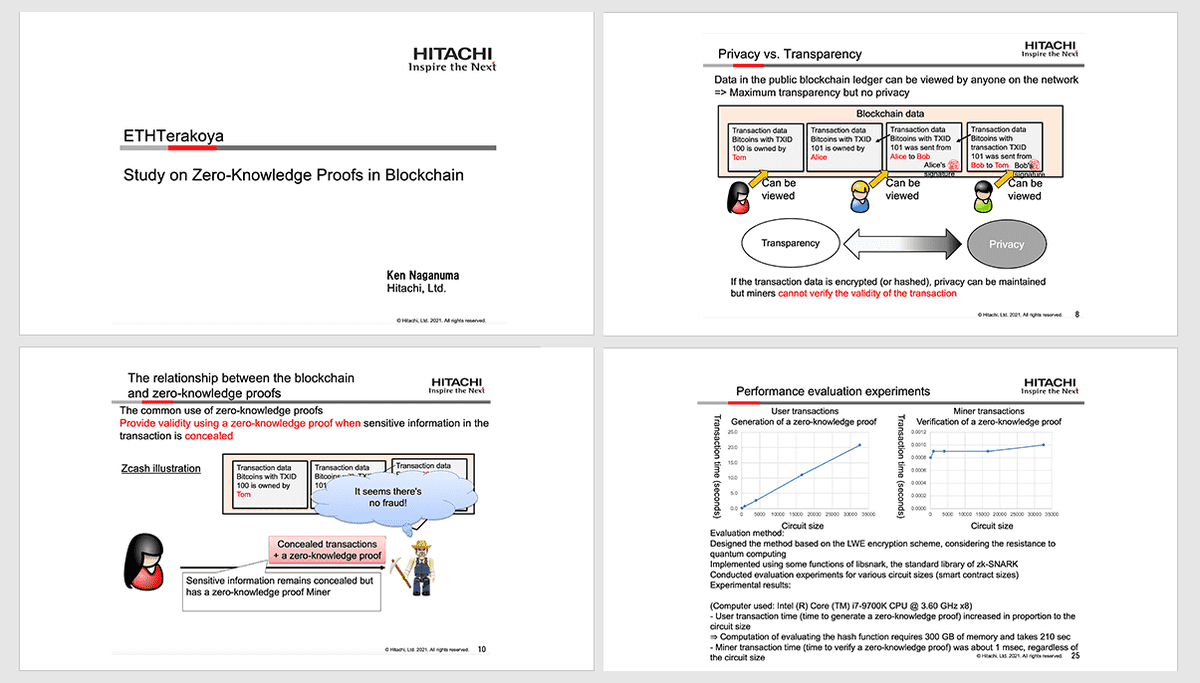 HITACHI
Inspire the Next
ETHTerakoya
Study on Zero-Knowledge Proofs in Blockchain
Ken Naganuma
Hitachi, Ltd.
© Hitachi, Ltd. 2021. All rights reserved.
HITACHI
Inspire the Next
Privacy vs. Transparency
Data in the public blockchain ledger can be viewed by anyone on the network
=> Maximum transparency but no privacy
Blockchain data
Transaction data
Bitcoins with TXID
100 is owned by
Tom
Transaction data
Bitcoins with TXID
101 is owned by
Alice
Transaction data
Bitcoins with TXID
101 was sent from
Alice to Bob
Alice's
signature
Transaction data
Bitcoins with
transaction TXID
101 was sent from
Bob to Tom Bob's
signature
Can be
viewed
Can be
viewed
Can be
viewed
Transparency
Privacy
If the transaction data is encrypted (or hashed), privacy can be maintained
but miners cannot verify the validity of the transaction
© Hitachi, Ltd. 2021. All rights reserved. 8
The relationship between the blockchain
and zero-knowledge proofs
HITACHI
Inspire the Next
The common use of zero-knowledge proofs
Provide validity using a zero-knowledge proof when sensitive information in the
transaction is concealed
Zcash illustration
Transaction data
Bitcoins with TXID
100 is owned by
Tom
Transaction data
Bitcoins with TXID
101
Transaction data
It seems there's
no fraud!
Concealed transactions
+ a zero-knowledge proof
Sensitive information remains concealed but
has a zero-knowledge proof Miner
© Hitachi, Ltd. 2021. All rights reserved. 10
HITACHI
Inspire the Next
Performance evaluation experiments
User transactions
Generation of a zero-knowledge proof
Transaction time (seconds)
25.0
20.0
15.0
10.0
5.0
0.0
0 5000 10000 15000 20000 25000 30000 35000
Circuit size
Miner transactions
Verification of a zero-knowledge proof
Transaction time (seconds)
0.0012
0.0010
0.0008
0.0006
0.0004
0.0002
0.0000
0 5000 10000 15000 20000 25000 30000 35000
Circuit size
Evaluation method:
Designed the method based on the LWE encryption scheme, considering the resistance to
quantum computing
Implemented using some functions of libsnark, the standard library of zk-SNARK
Conducted evaluation experiments for various circuit sizes (smart contract sizes)
Experimental results:
(Computer used: Intel (R) Core (TM) i7-9700K CPU @ 3.60 GHz x8)
- User transaction time (time to generate a zero-knowledge proof) increased in proportion to the
circuit size
⇒ Computation of evaluating the hash function requires 300 GB of memory and takes 210 sec
- Miner transaction time (time to verify a zero-knowledge proof) was about 1 msec, regardless of
the circuit size
© Hitachi, Ltd. 2021. All rights reserved. 25